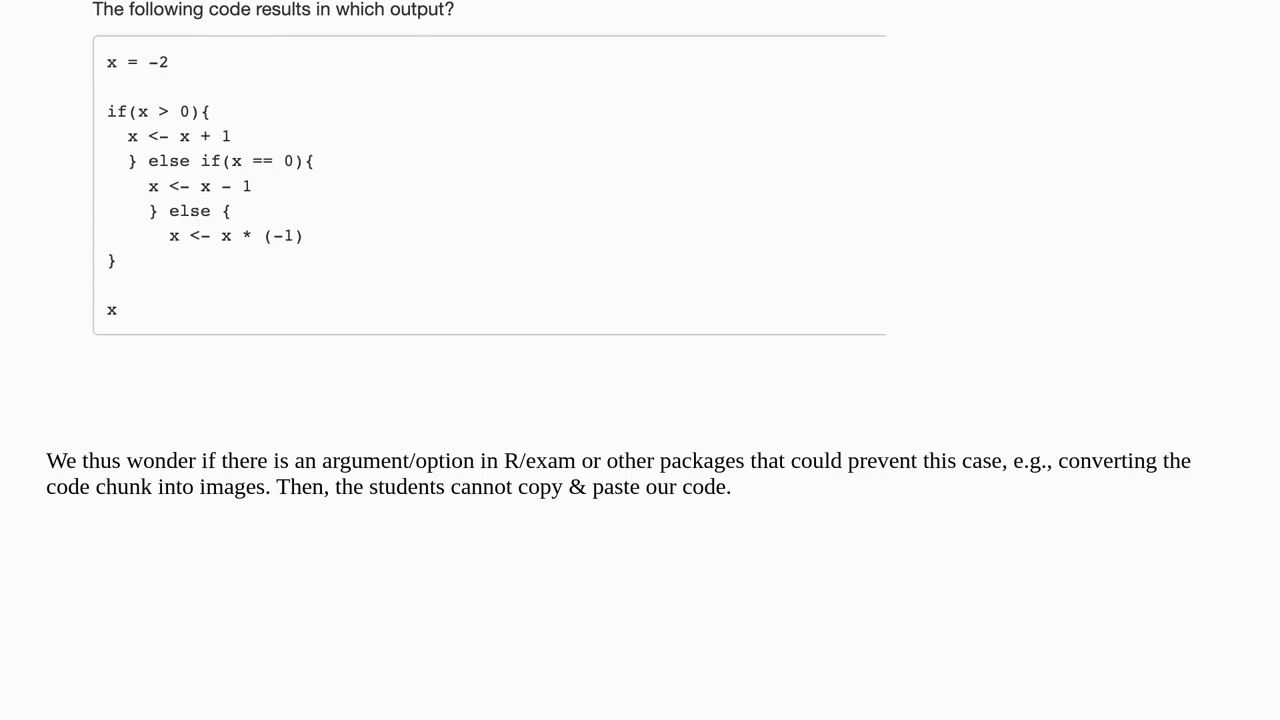 The following code results in which output?
x = -2
if(x > 0){
  x <- x + 1
  } else if(x == 0){
    x <- x - 1
    } else {
      x <- x * (-1)
}
x
We thus wonder if there is an argument/option in R/exam or other packages that could prevent this case, e.g., converting the
code chunk into images. Then, the students cannot copy & paste our code.